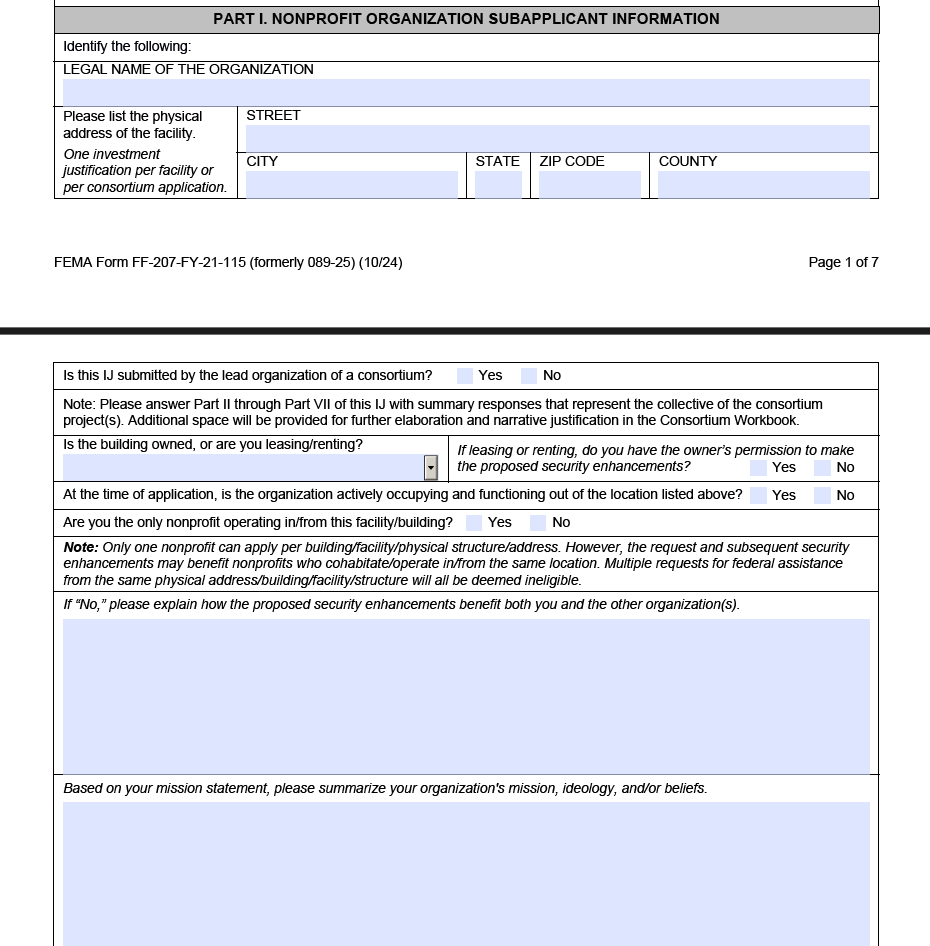 PART I. NONPROFIT ORGANIZATION SUBAPPLICANT INFORMATION
Identify the following:
LEGAL NAME OF THE ORGANIZATION
Please list the physical
address of the facility.
One investment
justification per facility or
per consortium application.
STREET
CITY
STATE
ZIP CODE
COUNTY
FEMA Form FF-207-FY-21-115 (formerly 089-25) (10/24)
Page 1 of 7
Is this IJ submitted by the lead organization of a consortium? Yes No
Note: Please answer Part II through Part VII of this IJ with summary responses that represent the collective of the consortium
project(s). Additional space will be provided for further elaboration and narrative justification in the Consortium Workbook.
Is the building owned, or are you leasing/renting?
If leasing or renting, do you have the owner's permission to make
the proposed security enhancements? Yes No
At the time of application, is the organization actively occupying and functioning out of the location listed above? Yes No
Are you the only nonprofit operating in/from this facility/building? Yes No
Note: Only one nonprofit can apply per building/facility/physical structure/address. However, the request and subsequent security
enhancements may benefit nonprofits who cohabitate/operate in/from the same location. Multiple requests for federal assistance
from the same physical address/building/facility/structure will all be deemed ineligible.
If “No,” please explain how the proposed security enhancements benefit both you and the other organization(s).
Based on your mission statement, please summarize your organization's mission, ideology, and/or beliefs.